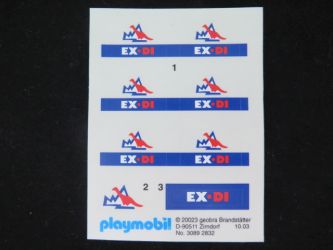 EX-DI EX-DI
1
EX-DI EX-DI
EX-DI EX-DI
2 3 EX-DI
playmobil
© 20023 geobra Brandstätter
D-90511 Zirndorf 10.03
No. 3089 2832